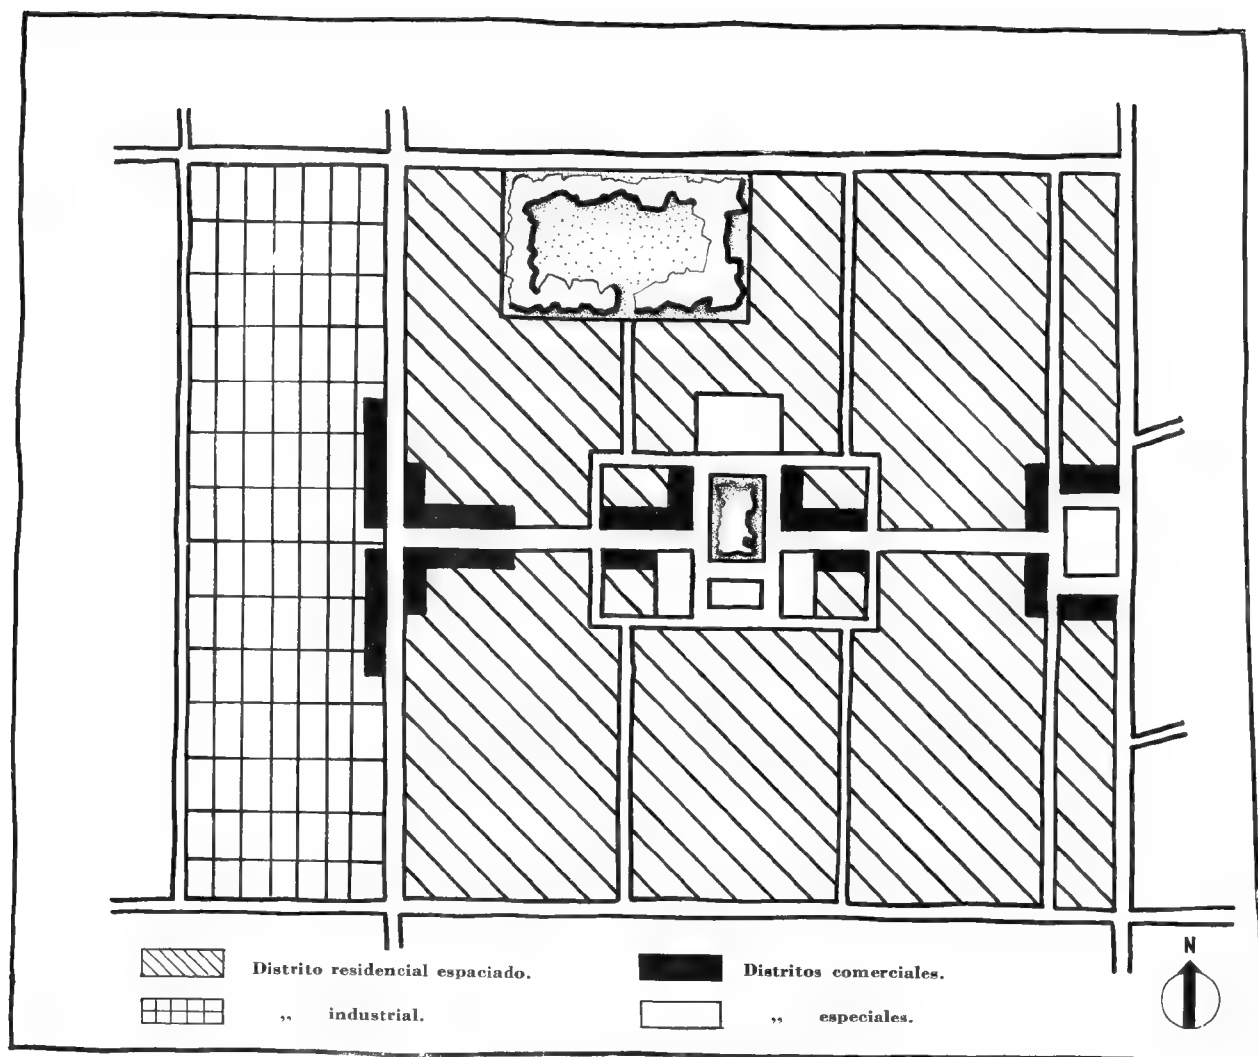 N
Distrito residencial espaciado.
Distritos comerciales.
„ industrial.
„ especiales.